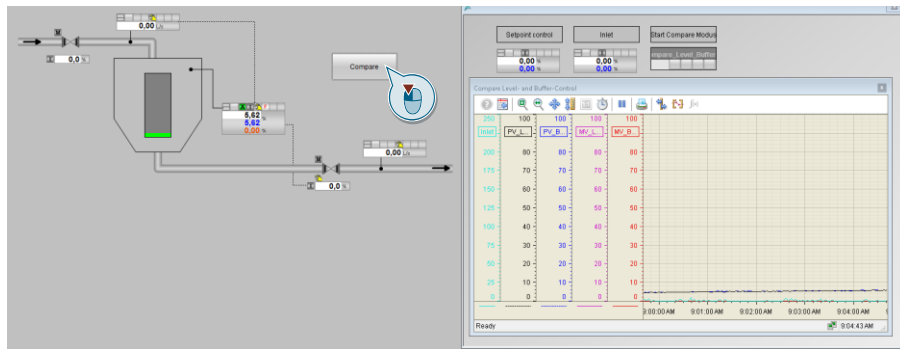 0,00 L/s
M
0,0 %
Compare
5,62 %
5,62
0,00 %
0,00 L/s
M
0,0 %
Setpoint control
Inlet
Start Compare Modus
0,00 %
0,00 %
0,00 %
0,00 %
ompare_Level_Buffer
Compare Level- and Buffer-Control
250 100 100 100 100
Inlet PV_L... PV_B... MV_L... MV_B...
200 80 80 80 80
175 70 70 70 70
150 60 60 60 60
125 50 50 50 50
100 40 40 40 40
75 30 30 30 30
50 20 20 20 20
25 10 10 10 10
0 0 0 0 0
9:00:00 AM 9:01:00 AM 9:02:00 AM 9:03:00 AM 9:04:00 AM
Ready
9:04:43 AM